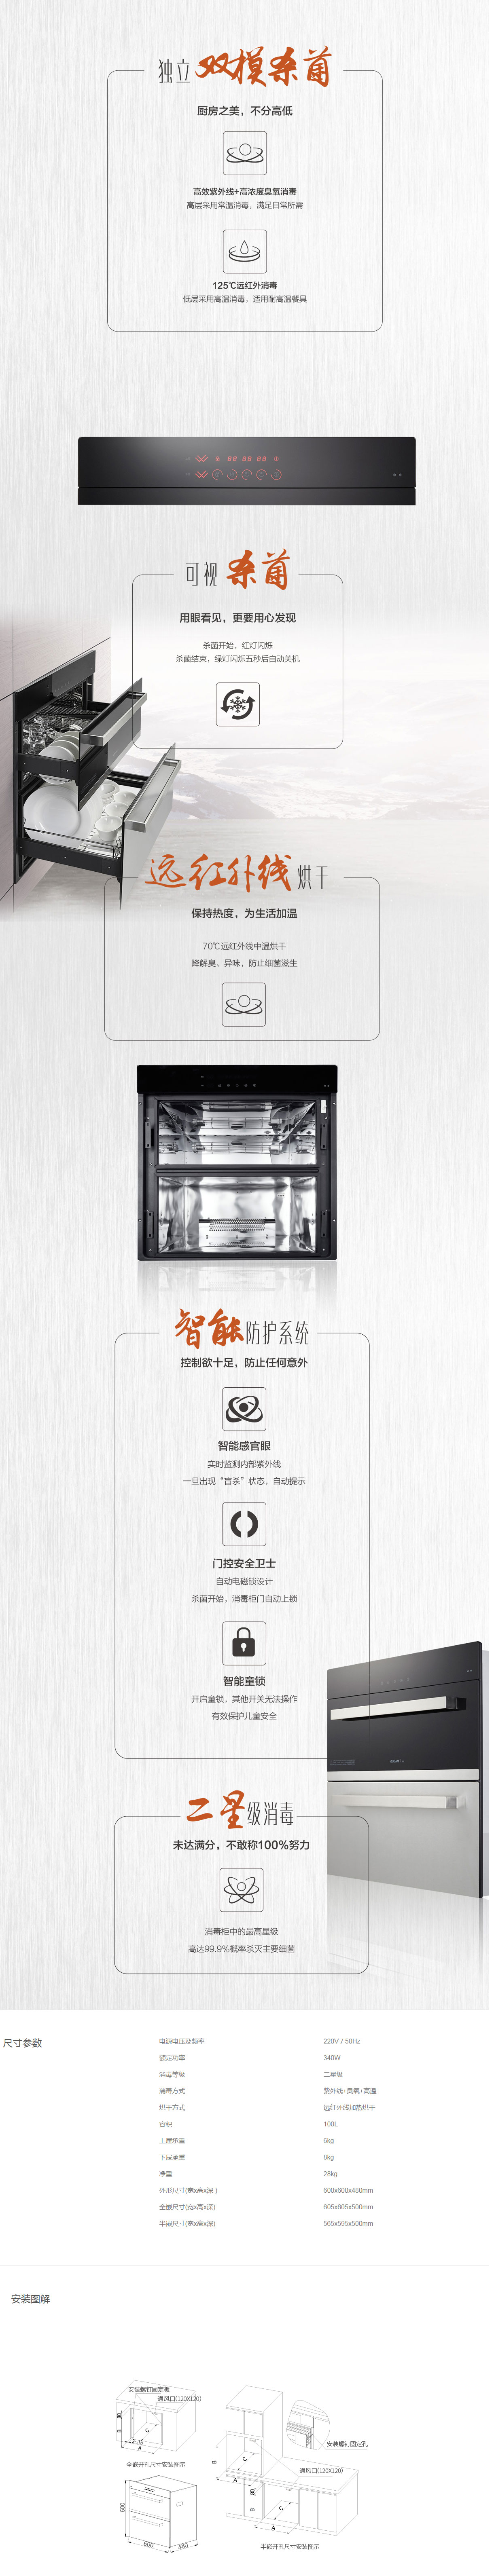 独立双模杀菌
厨房之美，不分高低
高效紫外线+高浓度臭氧消毒
高层采用常温消毒，满足日常所需
125℃远红外消毒
低层采用高温消毒，适用耐高温餐具
可视杀菌
用眼看见，更要用心发现
杀菌开始，红灯闪烁
杀菌结束，绿灯闪烁五秒后自动关机
远红外线烘干
保持热度，为生活加温
70℃远红外线中温烘干
降解臭、异味，防止细菌滋生
智能防护系统
控制欲十足，防止任何意外
智能感官眼
实时监测内部紫外线
一旦出现“盲杀”状态，自动提示
门控安全卫士
自动电磁锁设计
杀菌开始，消毒柜门自动上锁
智能童锁
开启童锁，其他开关无法操作
有效保护儿童安全
二星级消毒
未达满分，不敢称100%努力
消毒柜中的最高星级
高达99.9%概率杀灭主要细菌
尺寸参数
电源电压及频率 220V / 50Hz
额定功率 340W
消毒等级 二星级
消毒方式 紫外线+臭氧+高温
烘干方式 远红外线加热烘干
容积 100L
上层承重 6kg
下层承重 8kg
净重 28kg
外形尺寸(宽x高x深 ) 600x600x480mm
全嵌尺寸(宽x高x深) 605x605x500mm
半嵌尺寸(宽x高x深) 565x595x500mm
安装图解
安装螺钉固定板
通风口(120X120)
80
B
C
A
全嵌开孔尺寸安装图示
600
600
480
安装螺钉固定孔
通风口(120X120)
B
C
A
80
B
C
A
半嵌开孔尺寸安装图示